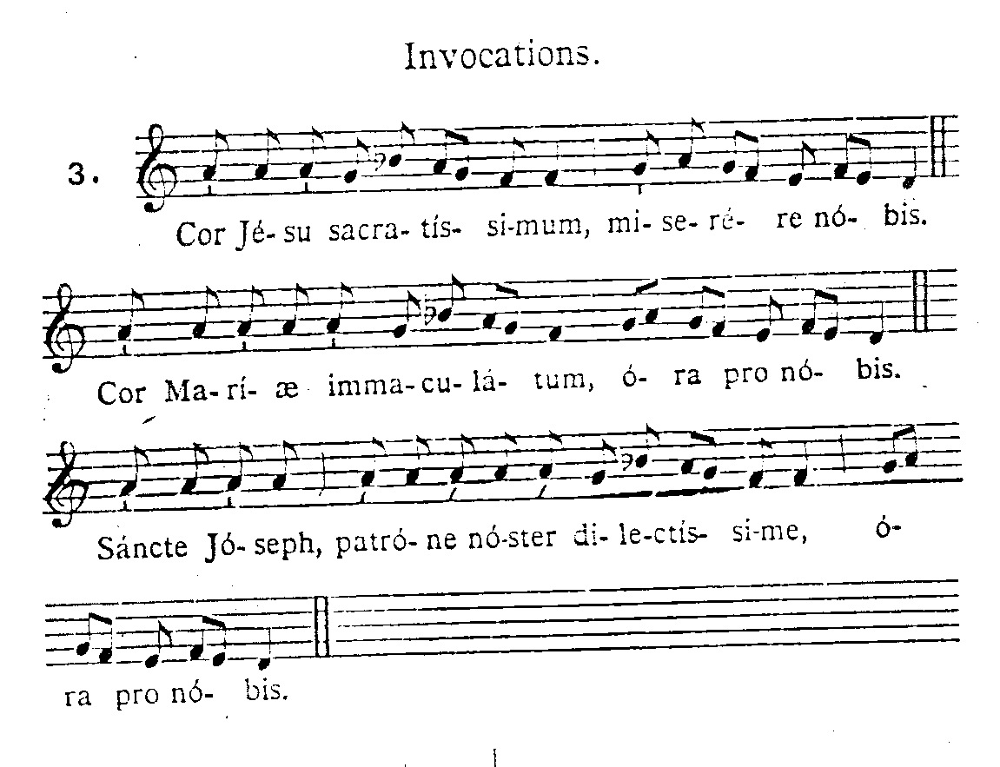 Invocations.
3.
Cor Jé- su sacra- tís- si-mum, mi- se- ré- re nó- bis.
Cor Ma- rí- æ imma- cu- lá- tum, ó- ra pro nó- bis.
Sáncte Jó- seph, patró- ne nó-ster di- le-ctís- si-me, ó-
ra pro nó- bis.